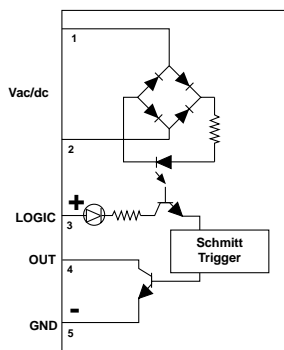 1
Vac/dc
2
+
LOGIC
3
OUT
4
Schmitt
Trigger
-
GND
5